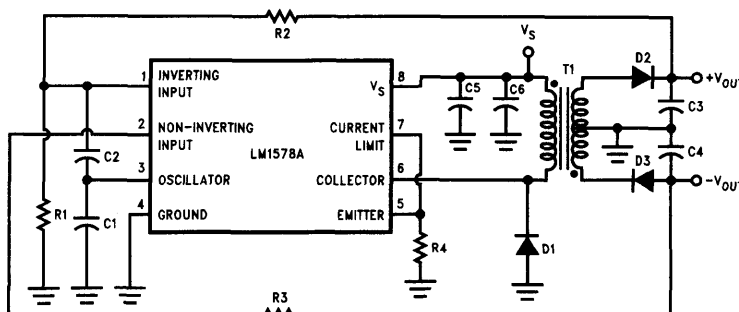 R2
V_S
T1
D2
+V_OUT
1 INVERTING INPUT
V_S 8
C5
C6
C3
2 NON-INVERTING INPUT
CURRENT LIMIT 7
C2
LM1578A
C4
3 OSCILLATOR
COLLECTOR 6
D3
-V_OUT
4 GROUND
EMITTER 5
R1
C1
R4
D1
R3